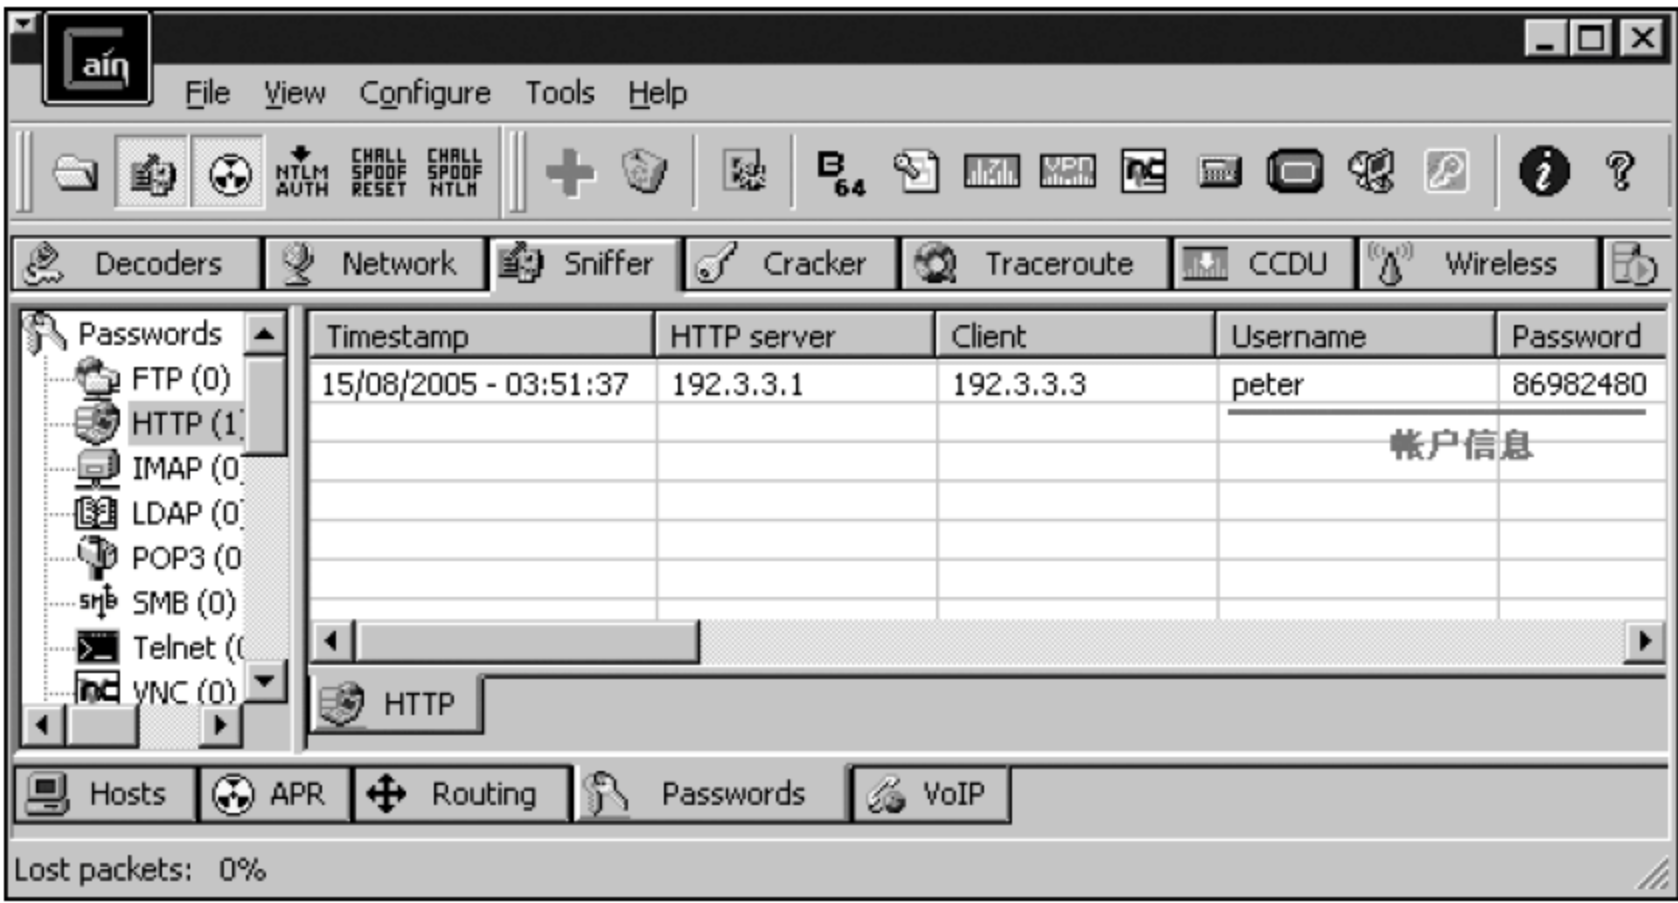 Cain
File View Configure Tools Help
NTLM AUTH CHALL SPOOF RESET CHALL SPOOF NTLM B 64 VPN
Decoders Network Sniffer Cracker Traceroute CCDU Wireless
Passwords
FTP (0)
HTTP (1)
IMAP (0
LDAP (0
POP3 (0
SMB (0)
Telnet (
VNC (0)
Timestamp HTTP server Client Username Password
15/08/2005 - 03:51:37 192.3.3.1 192.3.3.3 peter 86982480
帐户信息
HTTP
Hosts APR Routing Passwords VoIP
Lost packets: 0%